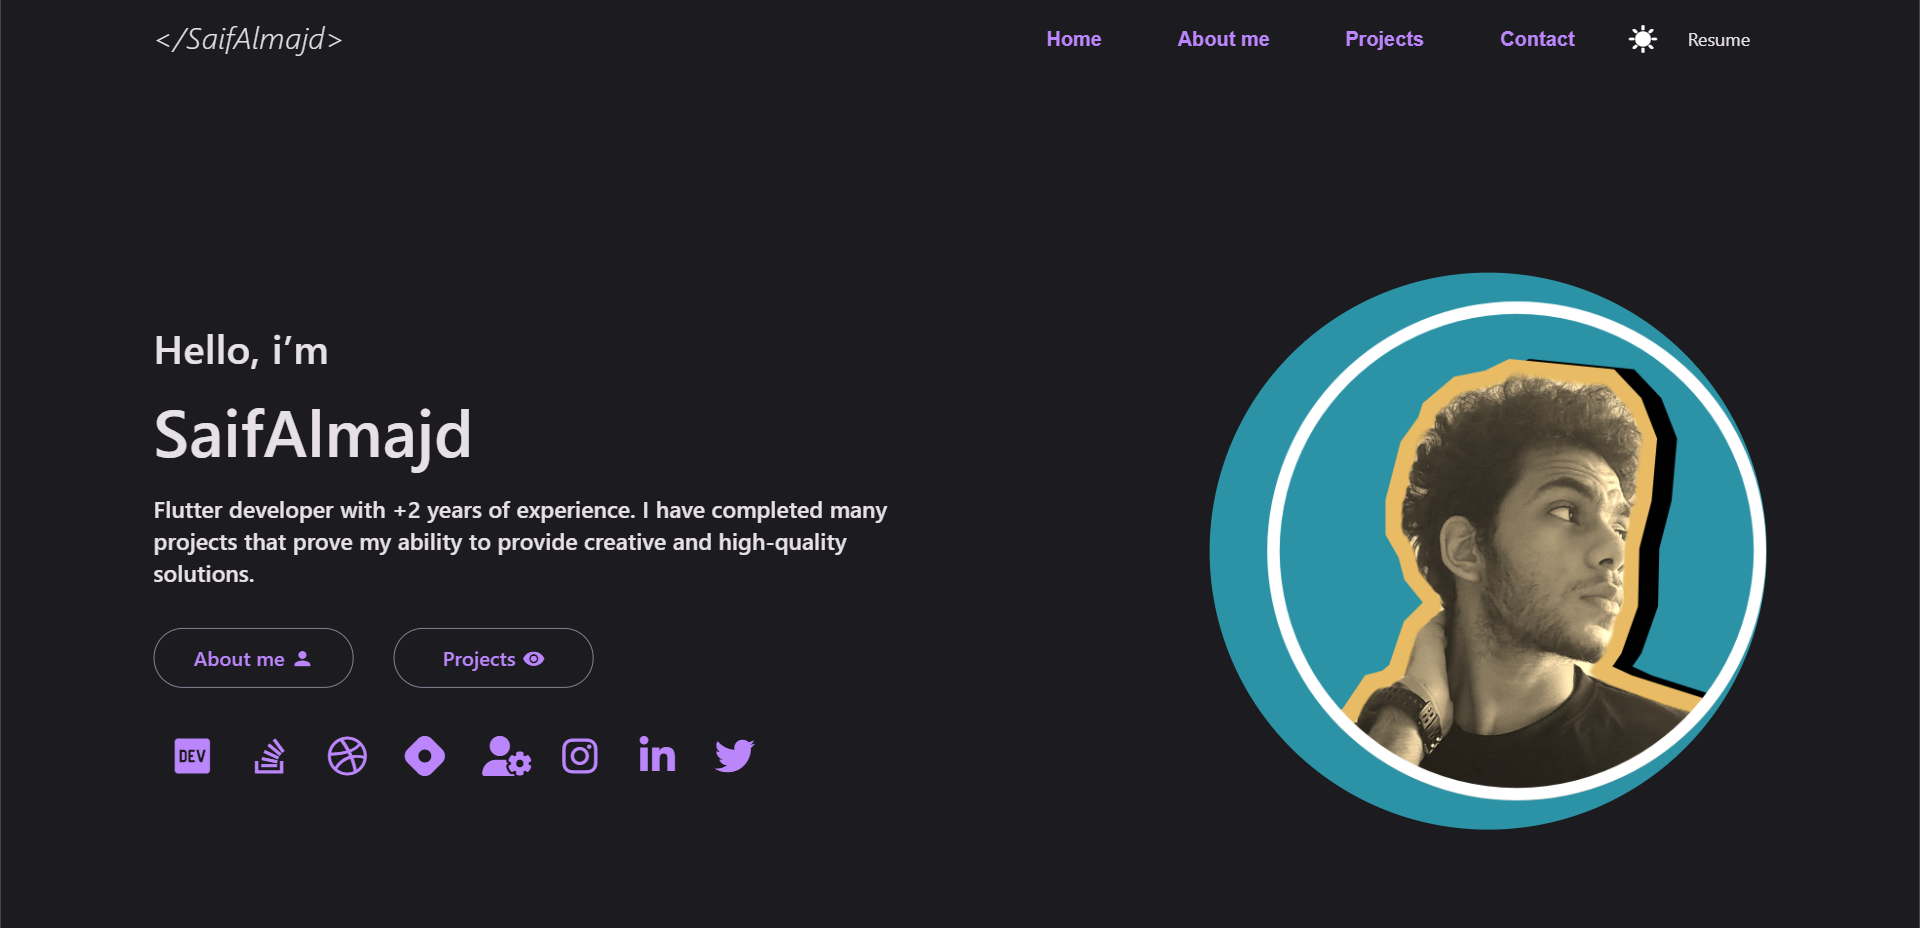 </SaifAlmajd>
Home About me Projects Contact Resume
Hello, i’m
SaifAlmajd
Flutter developer with +2 years of experience. I have completed many
projects that prove my ability to provide creative and high-quality
solutions.
About me Projects
DEV in